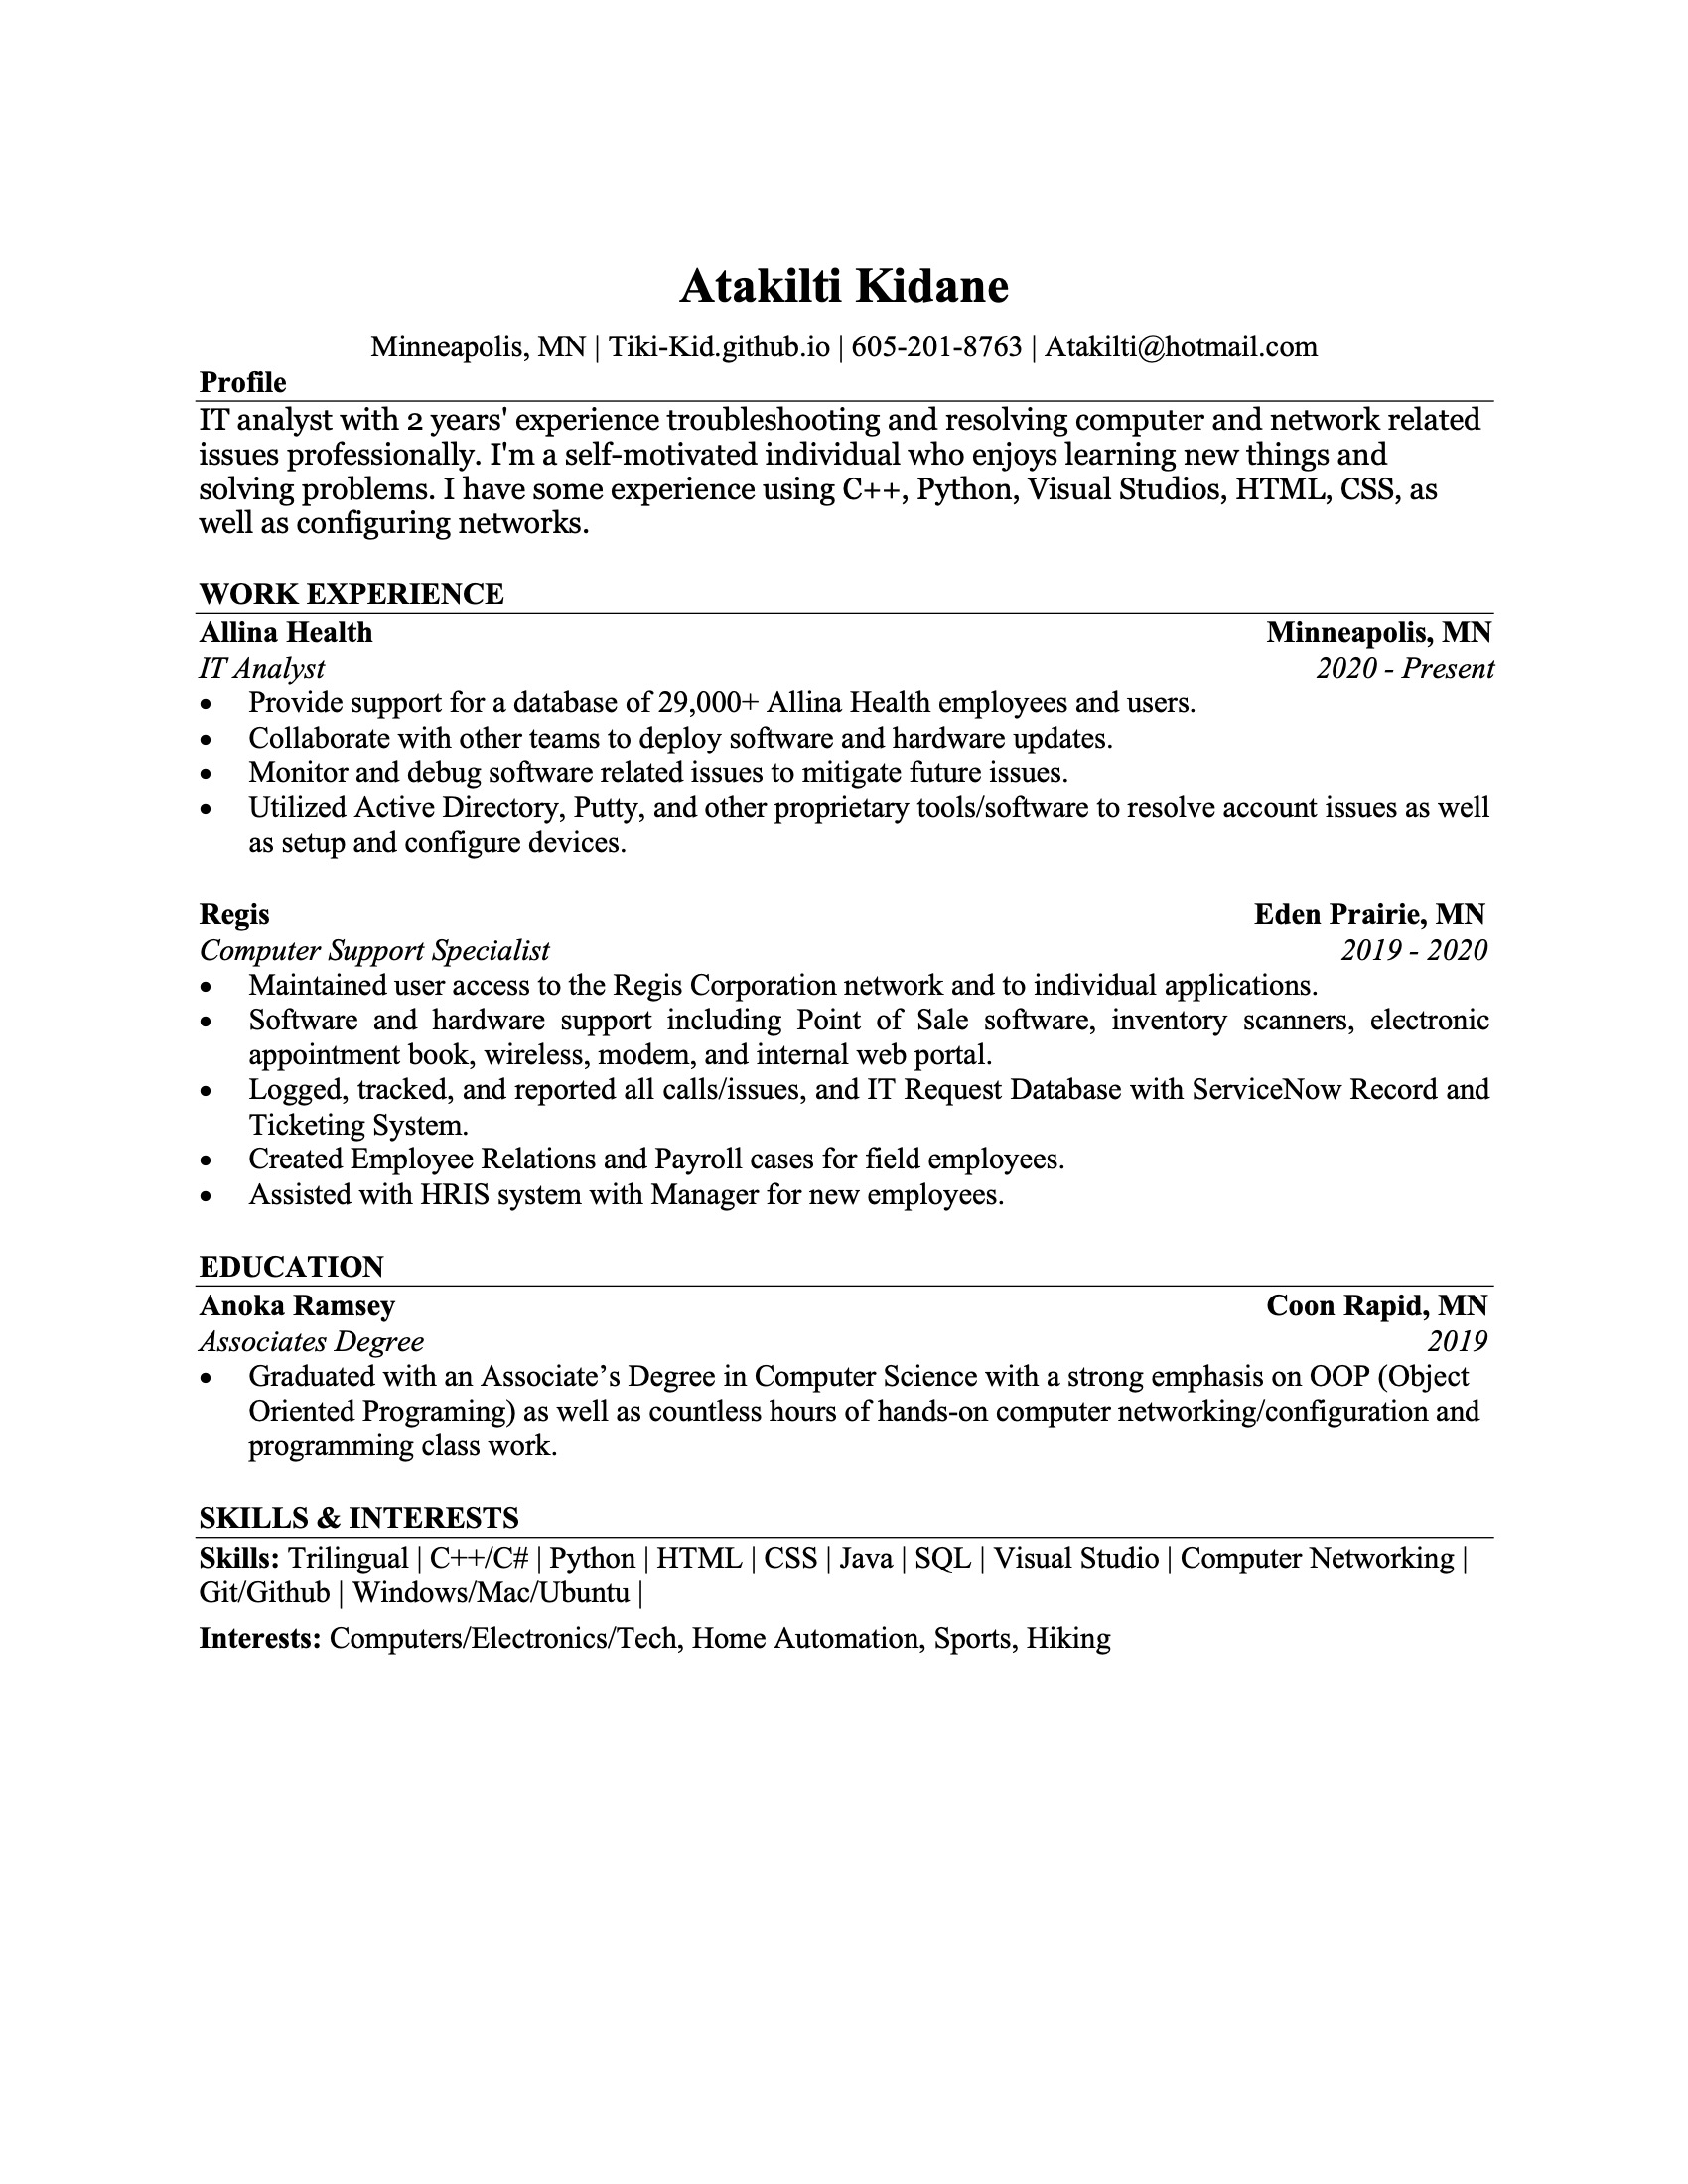 Atakilti Kidane
Minneapolis, MN | Tiki-Kid.github.io | 605-201-8763 | Atakilti@hotmail.com
Profile
IT analyst with 2 years' experience troubleshooting and resolving computer and network related
issues professionally. I'm a self-motivated individual who enjoys learning new things and
solving problems. I have some experience using C++, Python, Visual Studios, HTML, CSS, as
well as configuring networks.
WORK EXPERIENCE
Allina Health Minneapolis, MN
IT Analyst 2020 - Present
• Provide support for a database of 29,000+ Allina Health employees and users.
• Collaborate with other teams to deploy software and hardware updates.
• Monitor and debug software related issues to mitigate future issues.
• Utilized Active Directory, Putty, and other proprietary tools/software to resolve account issues as well
as setup and configure devices.
Regis Eden Prairie, MN
Computer Support Specialist 2019 - 2020
• Maintained user access to the Regis Corporation network and to individual applications.
• Software and hardware support including Point of Sale software, inventory scanners, electronic
appointment book, wireless, modem, and internal web portal.
• Logged, tracked, and reported all calls/issues, and IT Request Database with ServiceNow Record and
Ticketing System.
• Created Employee Relations and Payroll cases for field employees.
• Assisted with HRIS system with Manager for new employees.
EDUCATION
Anoka Ramsey Coon Rapid, MN
Associates Degree 2019
• Graduated with an Associate’s Degree in Computer Science with a strong emphasis on OOP (Object
Oriented Programing) as well as countless hours of hands-on computer networking/configuration and
programming class work.
SKILLS & INTERESTS
Skills: Trilingual | C++/C# | Python | HTML | CSS | Java | SQL | Visual Studio | Computer Networking |
Git/Github | Windows/Mac/Ubuntu |
Interests: Computers/Electronics/Tech, Home Automation, Sports, Hiking